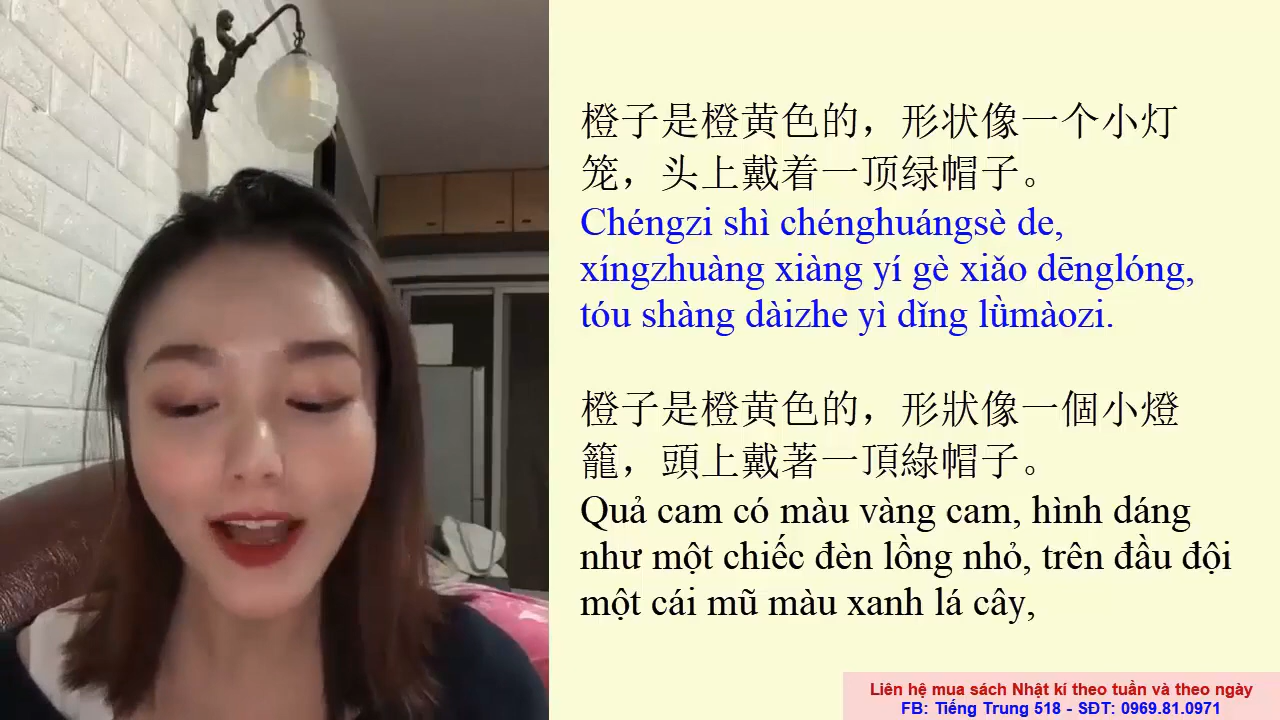 橙子是橙黄色的，形状像一个小灯
笼，头上戴着一顶绿帽子。
Chéngzi shì chénghuángsè de,
xíngzhuàng xiàng yí gè xiǎo dēnglóng,
tóu shàng dàizhe yì dǐng lǜmàozi.
橙子是橙黄色的，形狀像一個小燈
籠，頭上戴著一頂綠帽子。
Quả cam có màu vàng cam, hình dáng
như một chiếc đèn lồng nhỏ, trên đầu đội
một cái mũ màu xanh lá cây,
Liên hệ mua sách Nhật kí theo tuần và theo ngày
FB: Tiếng Trung 518 - SĐT: 0969.81.0971